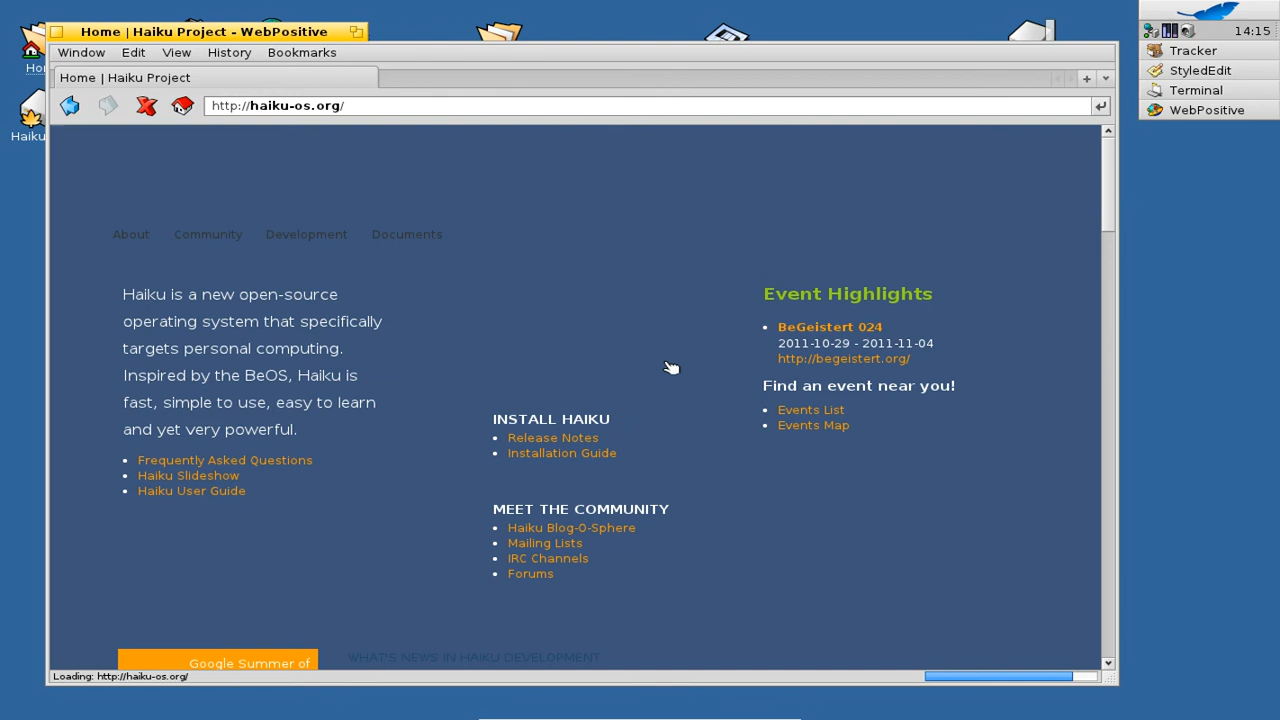 Home | Haiku Project - WebPositive
14:15
Window Edit View History Bookmarks
Tracker
StyledEdit
Terminal
WebPositive
Home | Haiku Project
http://haiku-os.org/
Haiku
About Community Development Documents
Haiku is a new open-source
operating system that specifically
targets personal computing.
Inspired by the BeOS, Haiku is
fast, simple to use, easy to learn
and yet very powerful.
Frequently Asked Questions
Haiku Slideshow
Haiku User Guide
INSTALL HAIKU
Release Notes
Installation Guide
MEET THE COMMUNITY
Haiku Blog-O-Sphere
Mailing Lists
IRC Channels
Forums
Event Highlights
BeGeistert 024
2011-10-29 - 2011-11-04
http://begeistert.org/
Find an event near you!
Events List
Events Map
Google Summer of
WHAT'S NEW IN HAIKU DEVELOPMENT
Loading: http://haiku-os.org/